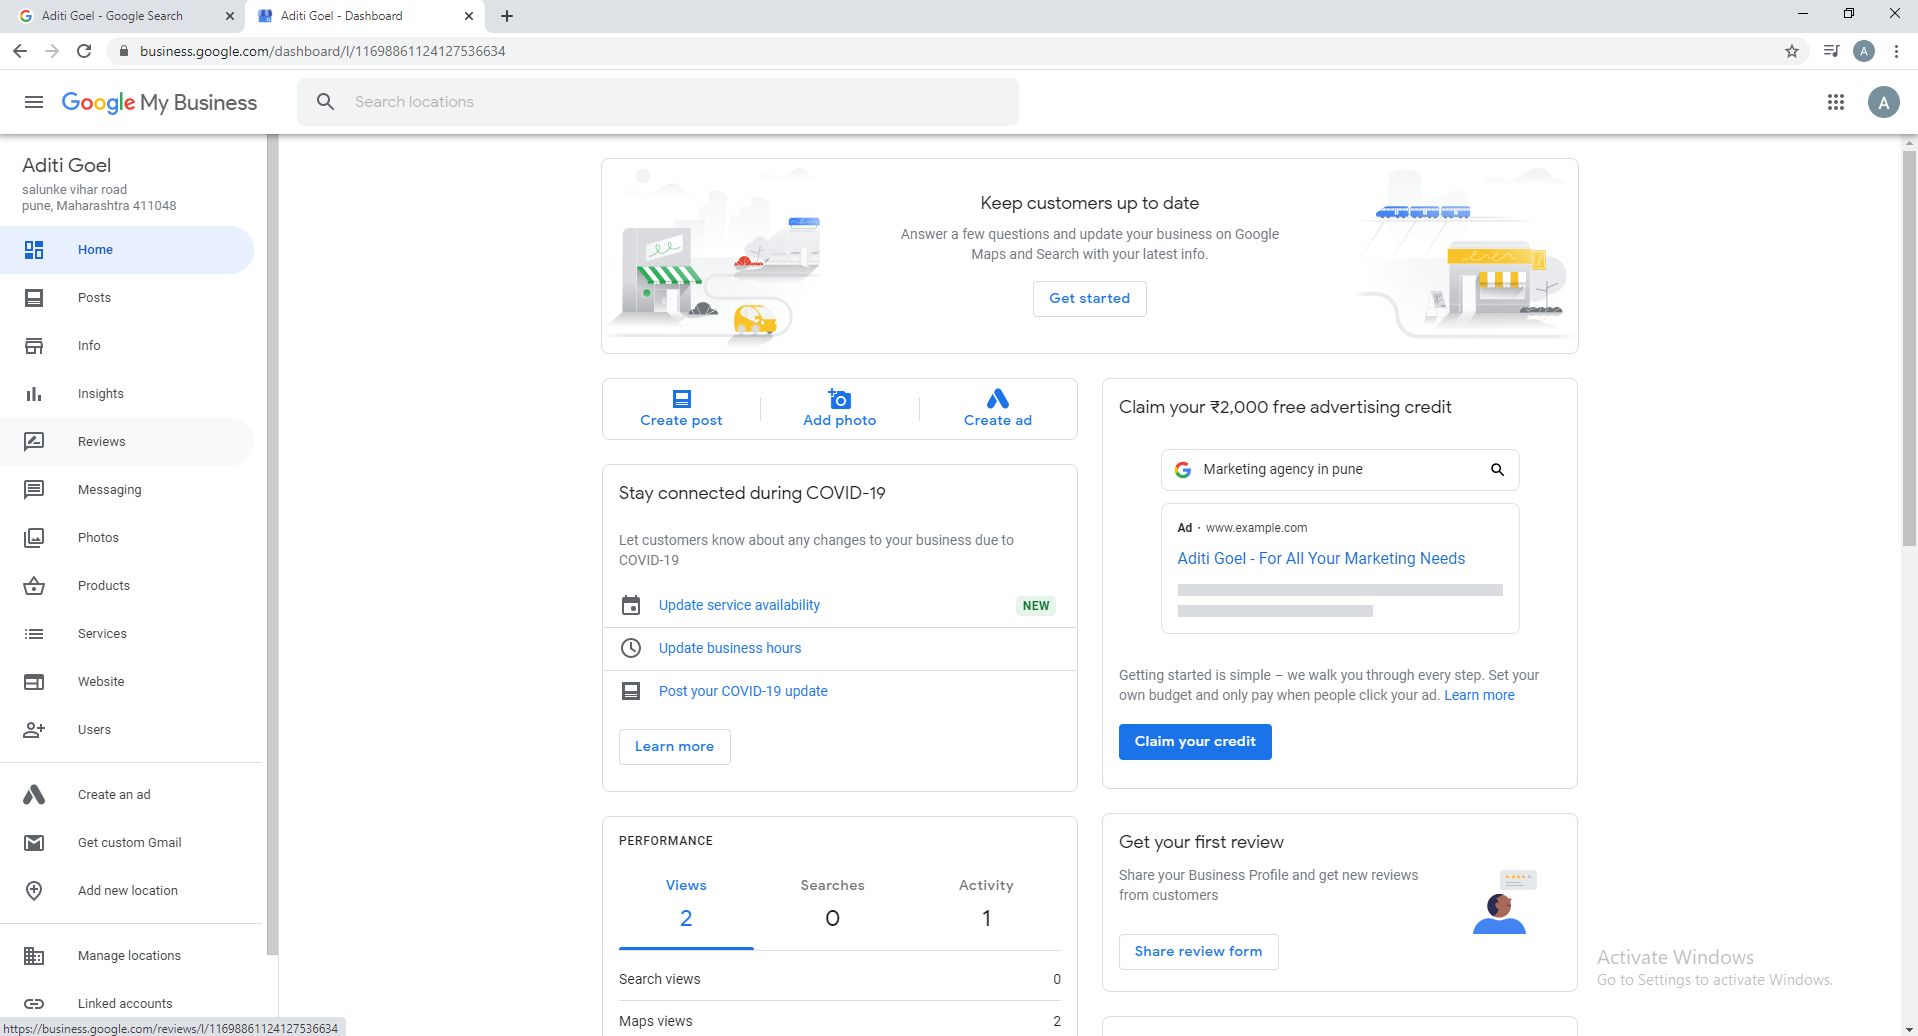 Aditi Goel - Google Search
Aditi Goel - Dashboard
business.google.com/dashboard/l/11698861124127536634
A
Google My Business
Search locations
A
Aditi Goel
salunke vihar road
pune, Maharashtra 411048
Home
Posts
Info
Insights
Reviews
Messaging
Photos
Products
Services
Website
Users
Create an ad
Get custom Gmail
Add new location
Manage locations
Linked accounts
https://business.google.com/reviews/l/11698861124127536634
Keep customers up to date
Answer a few questions and update your business on Google
Maps and Search with your latest info.
Get started
Create post
Add photo
Create ad
Stay connected during COVID-19
Let customers know about any changes to your business due to
COVID-19
Update service availability
NEW
Update business hours
Post your COVID-19 update
Learn more
PERFORMANCE
Views
Searches
Activity
2
0
1
Search views 0
Maps views 2
Claim your ₹2,000 free advertising credit
Marketing agency in pune
Ad · www.example.com
Aditi Goel - For All Your Marketing Needs
Getting started is simple – we walk you through every step. Set your
own budget and only pay when people click your ad. Learn more
Claim your credit
Get your first review
Share your Business Profile and get new reviews
from customers
Share review form
Activate Windows
Go to Settings to activate Windows.